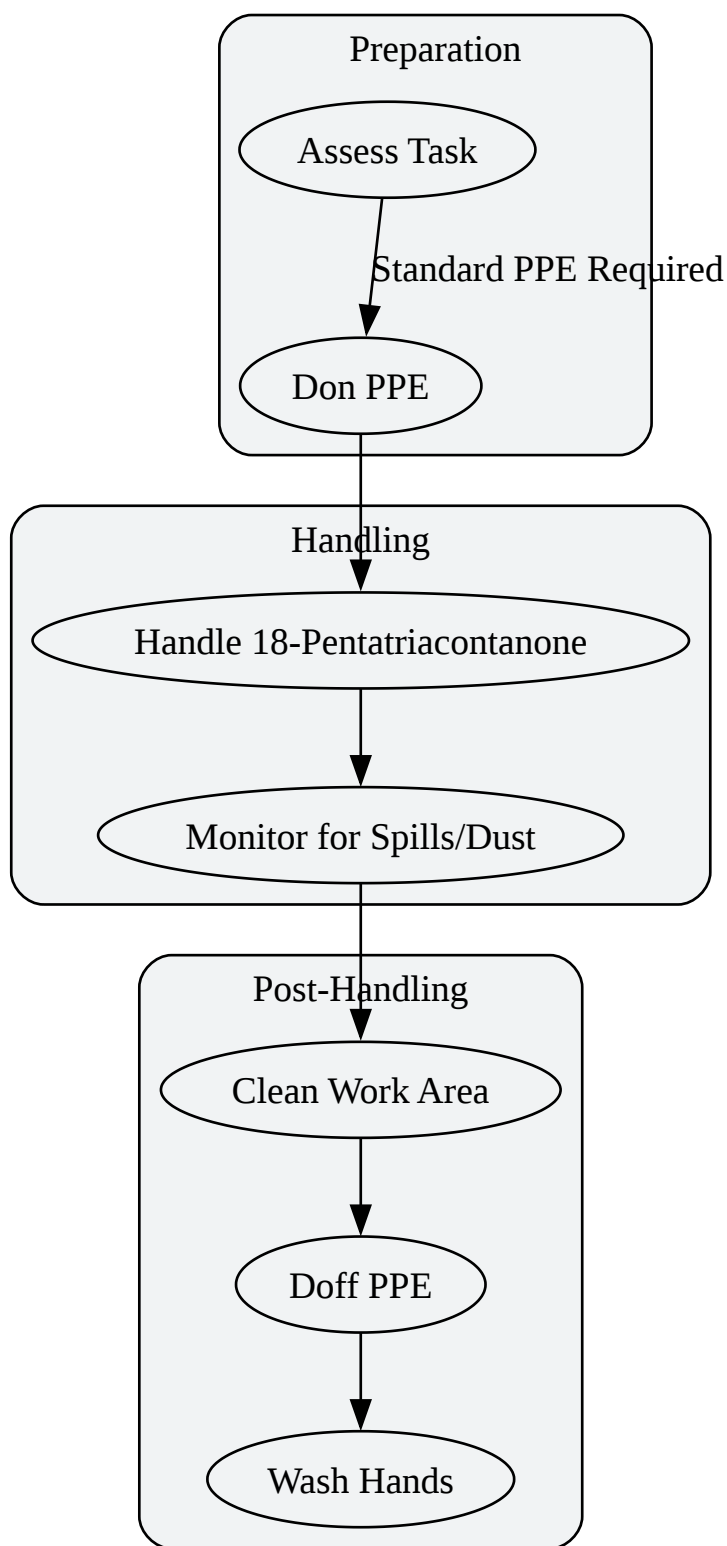 Preparation
Assess Task
Standard PPE Required
Don PPE
Handling
Handle 18-Pentatriacontanone
Monitor for Spills/Dust
Post-Handling
Clean Work Area
Doff PPE
Wash Hands